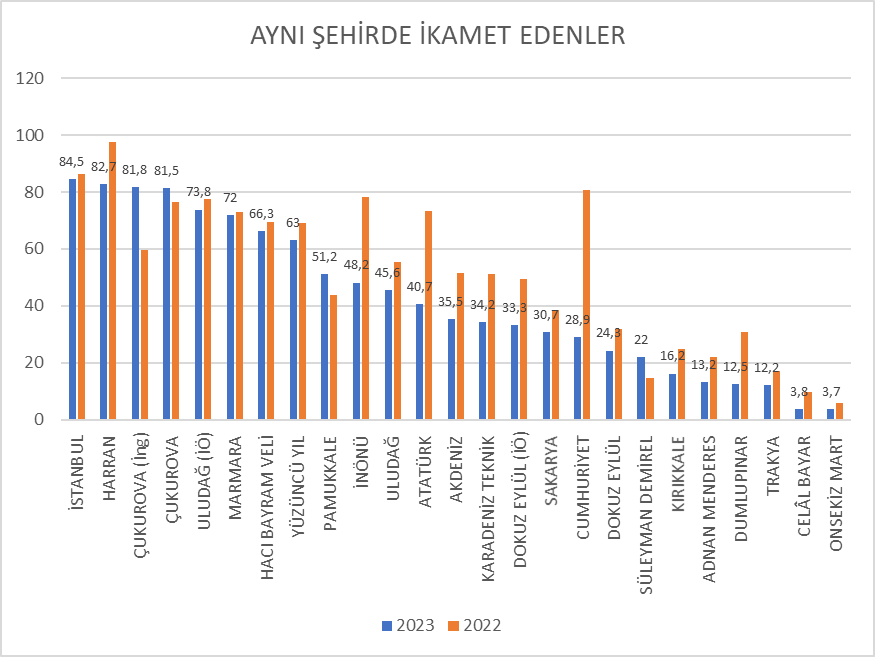 AYNI ŞEHİRDE İKAMET EDENLER
120
100
80
60
40
20
0
84,5
82,7
81,8
81,5
73,8
72
66,3
63
51,2
48,2
45,6
40,7
35,5
34,2
33,3
30,7
28,9
24,3
22
16,2
13,2
12,5
12,2
3,8
3,7
İSTANBUL
HARRAN
ÇUKUROVA (İng)
ÇUKUROVA
ULUDAĞ (İÖ)
MARMARA
HACI BAYRAM VELİ
YÜZÜNCÜ YIL
PAMUKKALE
İNÖNÜ
ULUDAĞ
ATATÜRK
AKDENİZ
KARADENİZ TEKNİK
DOKUZ EYLÜL (İÖ)
SAKARYA
CUMHURİYET
DOKUZ EYLÜL
SÜLEYMAN DEMİREL
KIRIKKALE
ADNAN MENDERES
DUMLUPINAR
TRAKYA
CELÂL BAYAR
ONSEKİZ MART
2023
2022